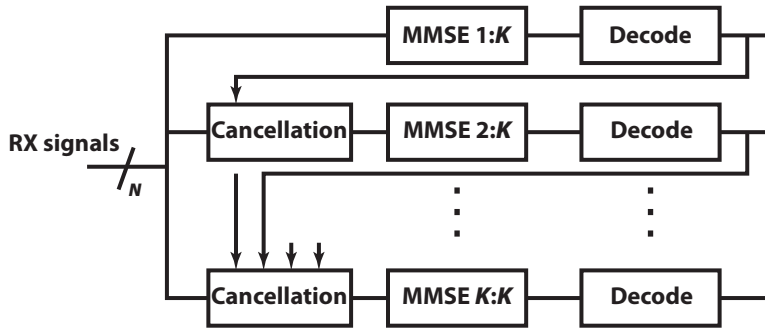 MMSE 1:K
Decode
Cancellation
MMSE 2:K
Decode
RX signals
N
Cancellation
MMSE K:K
Decode